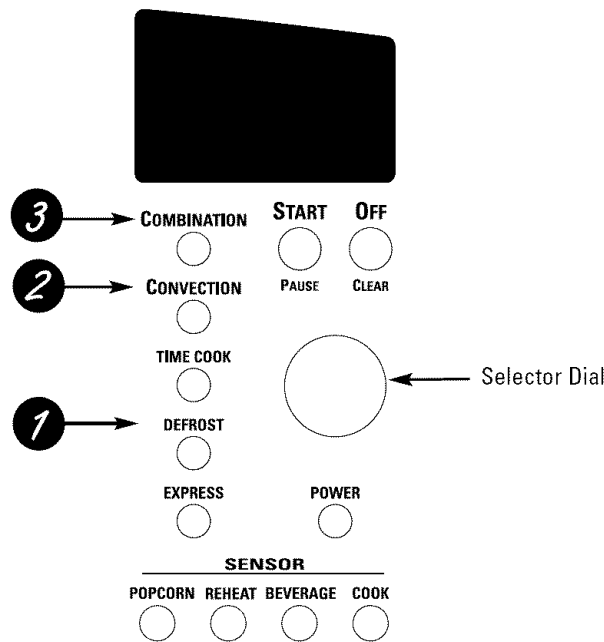 3
COMBINATION START OFF
2
CONVECTION PAUSE CLEAR
TIME COOK
Selector Dial
1
DEFROST
EXPRESS POWER
SENSOR
POPCORN REHEAT BEVERAGE COOK